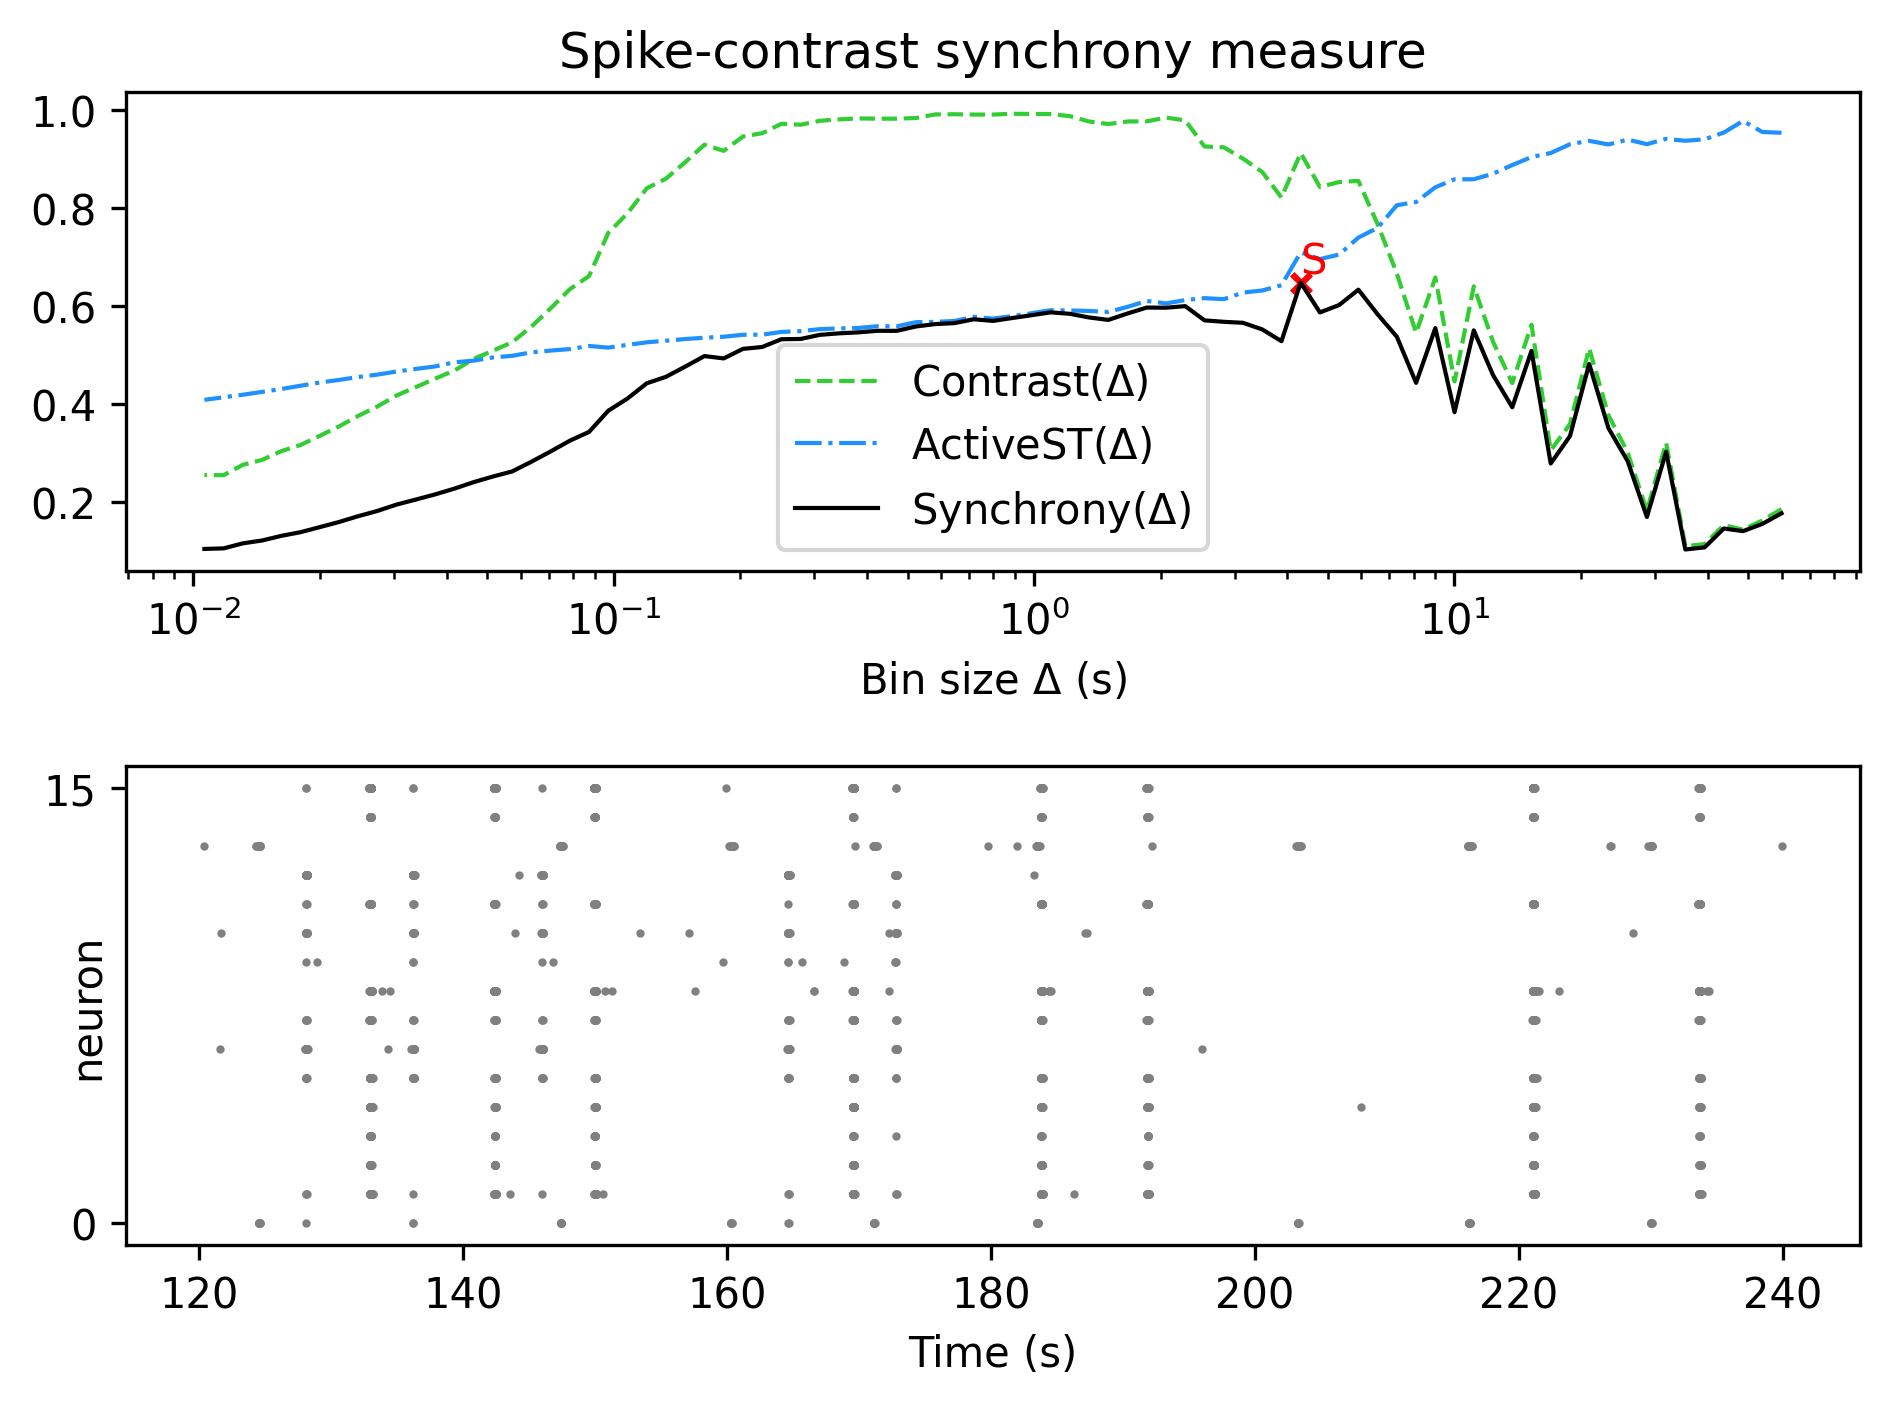 Spike-contrast synchrony measure
1.0
0.8
0.6
0.4
0.2
S
Contrast(Δ)
ActiveST(Δ)
Synchrony(Δ)
10⁻² 10⁻¹ 10⁰ 10¹
Bin size Δ (s)
15
neuron
0
120 140 160 180 200 220 240
Time (s)